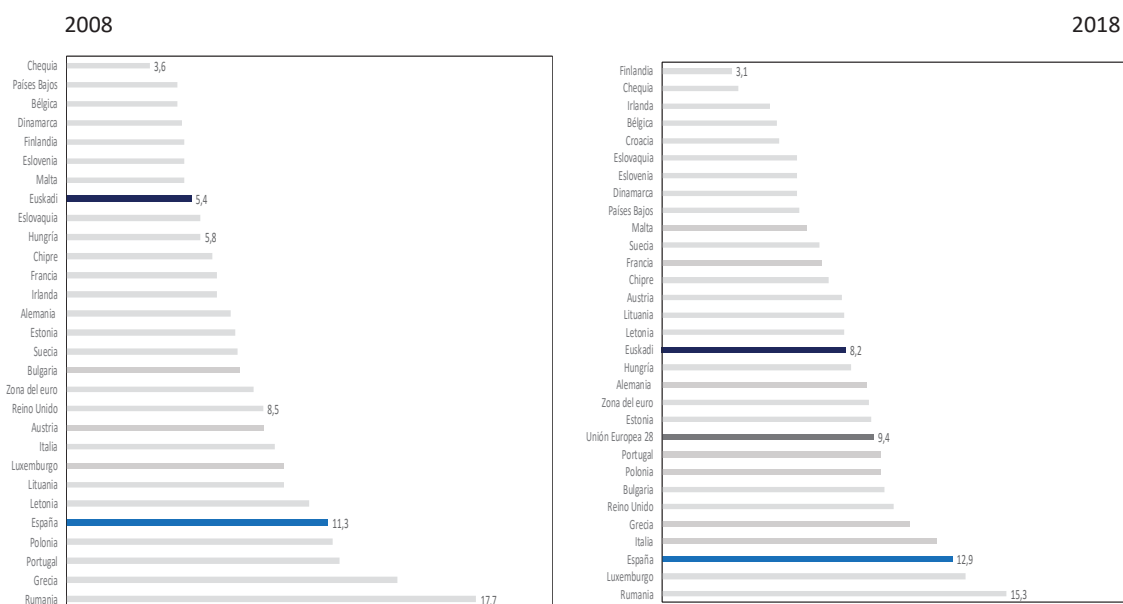 2008
Chequia 3,6
Países Bajos
Bélgica
Dinamarca
Finlandia
Eslovenia
Malta
Euskadi 5,4
Eslovaquia
Hungría 5,8
Chipre
Francia
Irlanda
Alemania
Estonia
Suecia
Bulgaria
Zona del euro
Reino Unido 8,5
Austria
Italia
Luxemburgo
Lituania
Letonia
España 11,3
Polonia
Portugal
Grecia
Rumania 17,7
2018
Finlandia 3,1
Chequia
Irlanda
Bélgica
Croacia
Eslovaquia
Eslovenia
Dinamarca
Países Bajos
Malta
Suecia
Francia
Chipre
Austria
Lituania
Letonia
Euskadi 8,2
Hungría
Alemania
Zona del euro
Estonia
Unión Europea 28 9,4
Portugal
Polonia
Bulgaria
Reino Unido
Grecia
Italia
España 12,9
Luxemburgo
Rumania 15,3